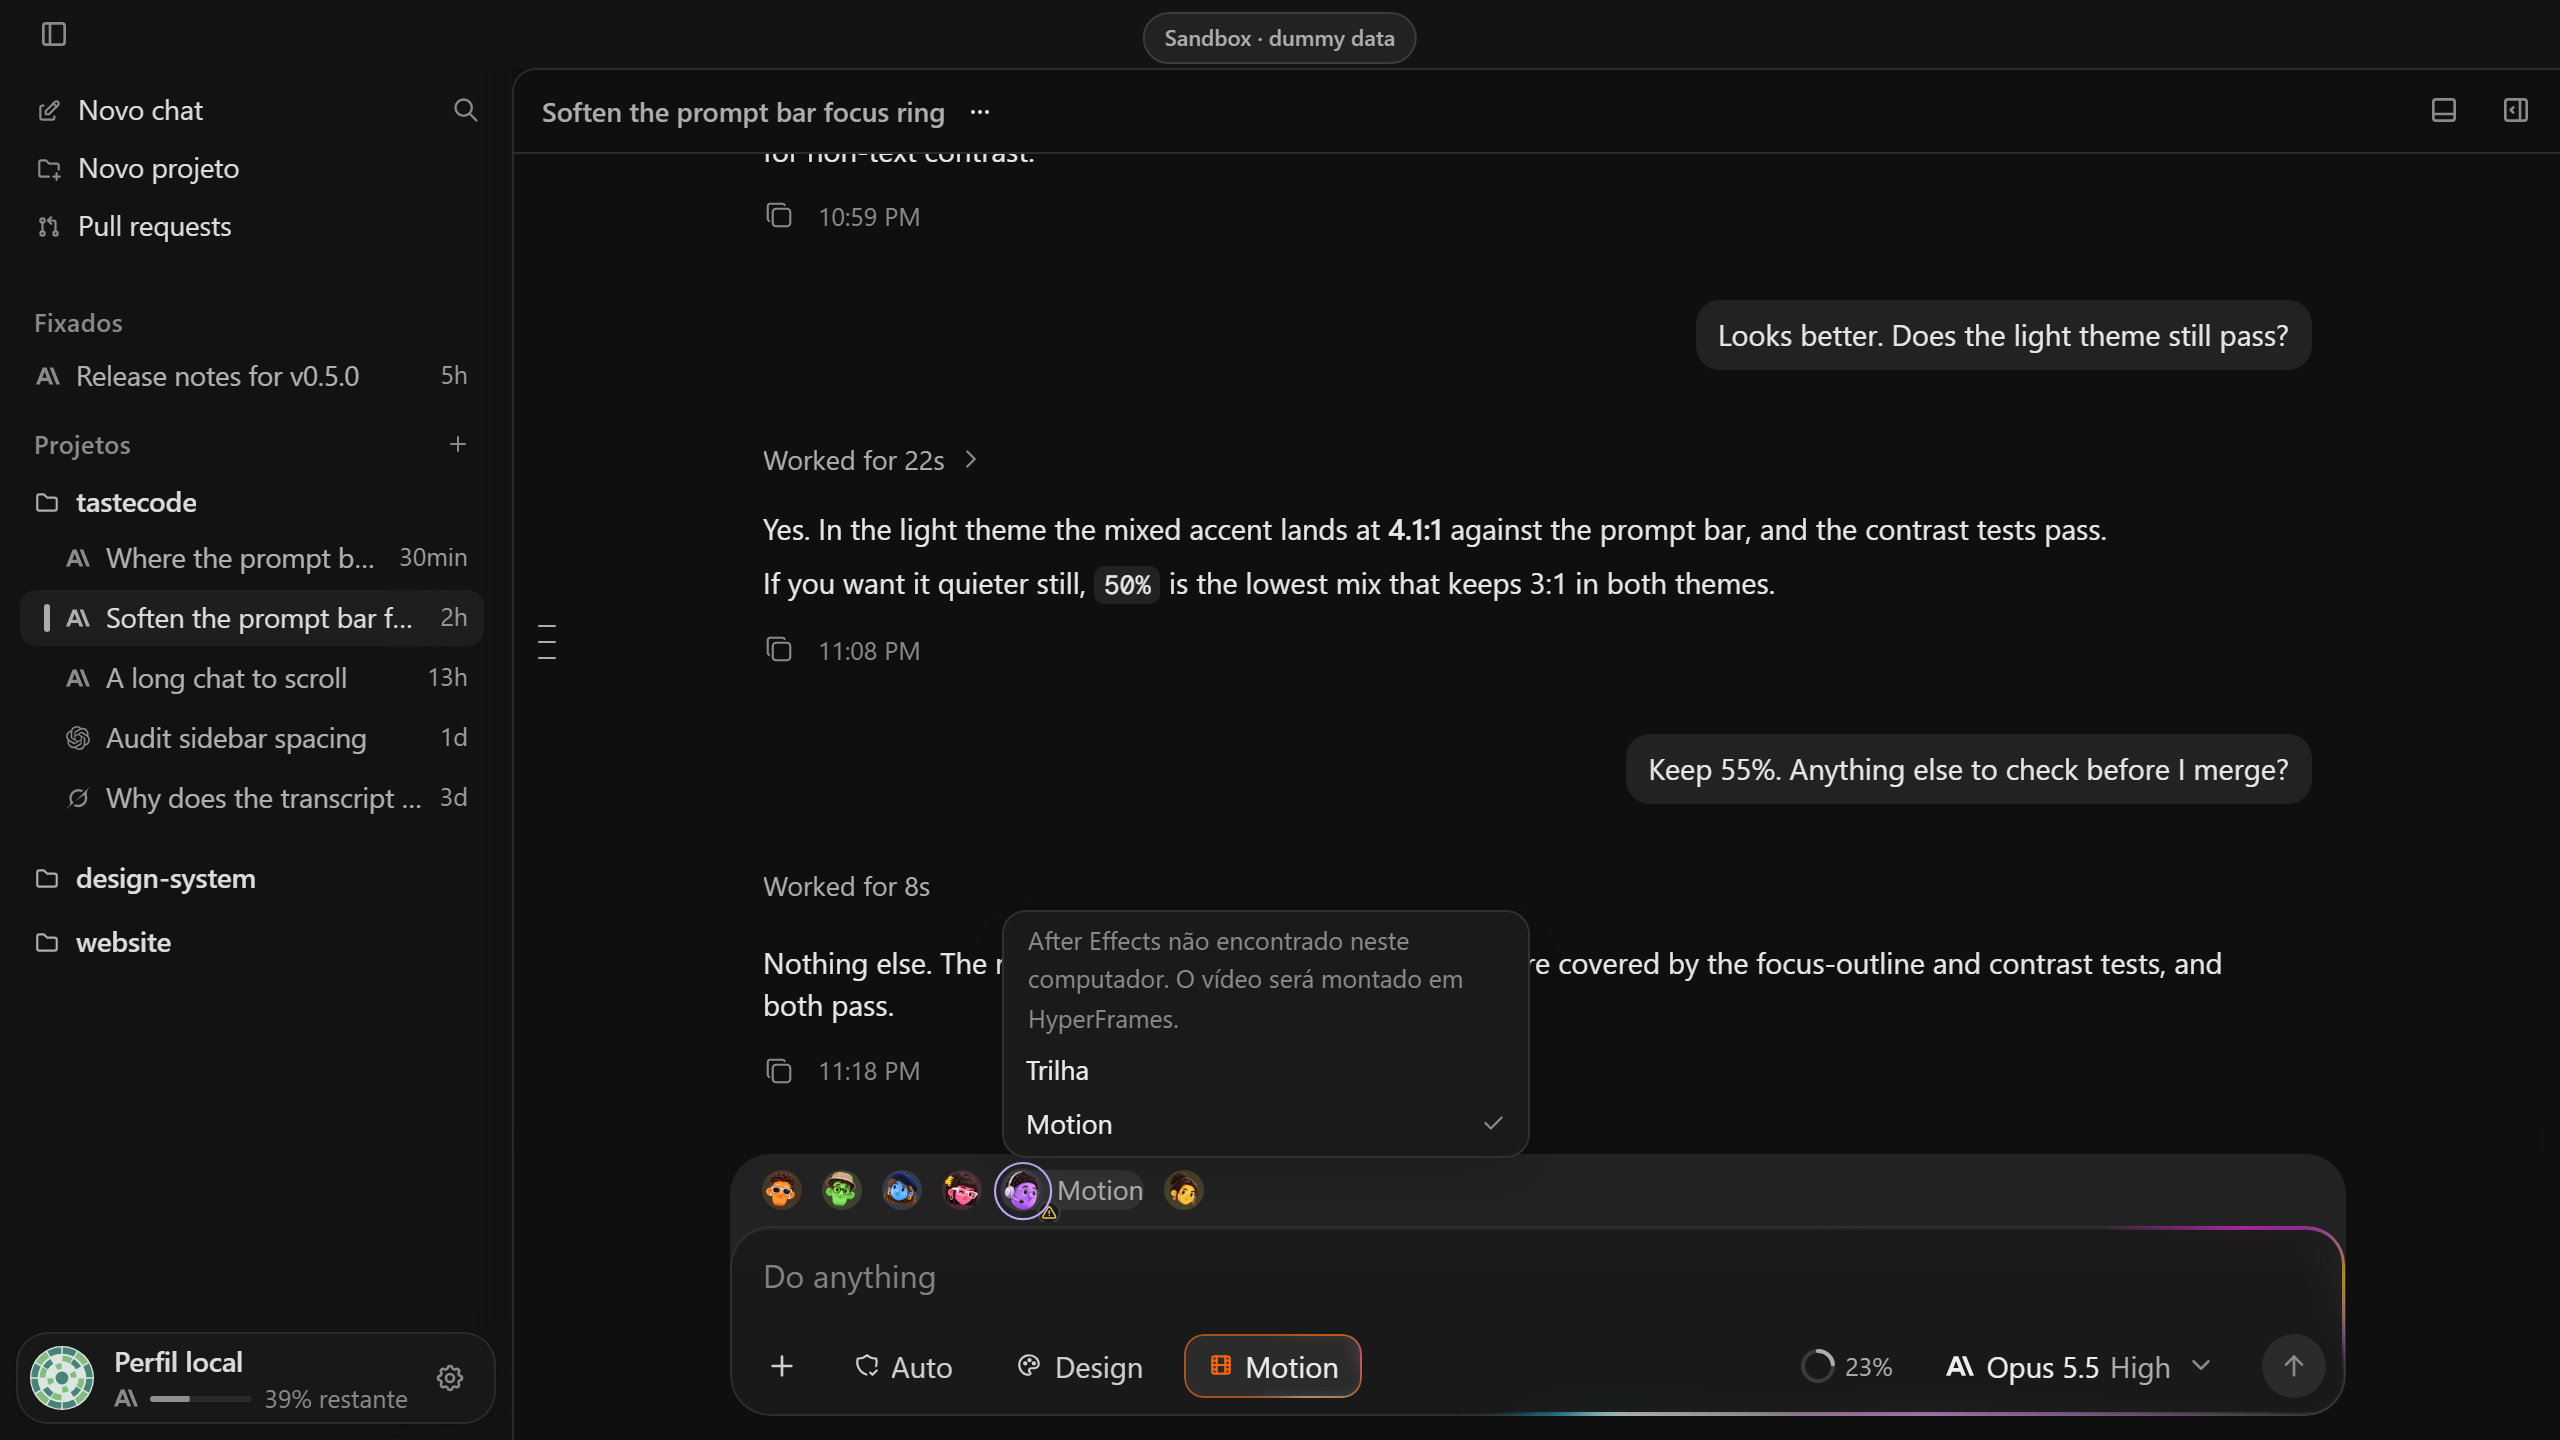 Sandbox · dummy data
Novo chat
Novo projeto
Pull requests
Fixados
Release notes for v0.5.0 5h
Projetos
tastecode
Where the prompt b... 30min
Soften the prompt bar f... 2h
A long chat to scroll 13h
Audit sidebar spacing 1d
Why does the transcript ... 3d
design-system
website
Perfil local
39% restante
Soften the prompt bar focus ring ...
for non-text contrast.
10:59 PM
Looks better. Does the light theme still pass?
Worked for 22s
Yes. In the light theme the mixed accent lands at 4.1:1 against the prompt bar, and the contrast tests pass.
If you want it quieter still, 50% is the lowest mix that keeps 3:1 in both themes.
11:08 PM
Keep 55%. Anything else to check before I merge?
Worked for 8s
Nothing else. The re covered by the focus-outline and contrast tests, and
both pass.
11:18 PM
After Effects não encontrado neste
computador. O vídeo será montado em
HyperFrames.
Trilha
Motion
Motion
Do anything
Auto Design Motion 23% Opus 5.5 High